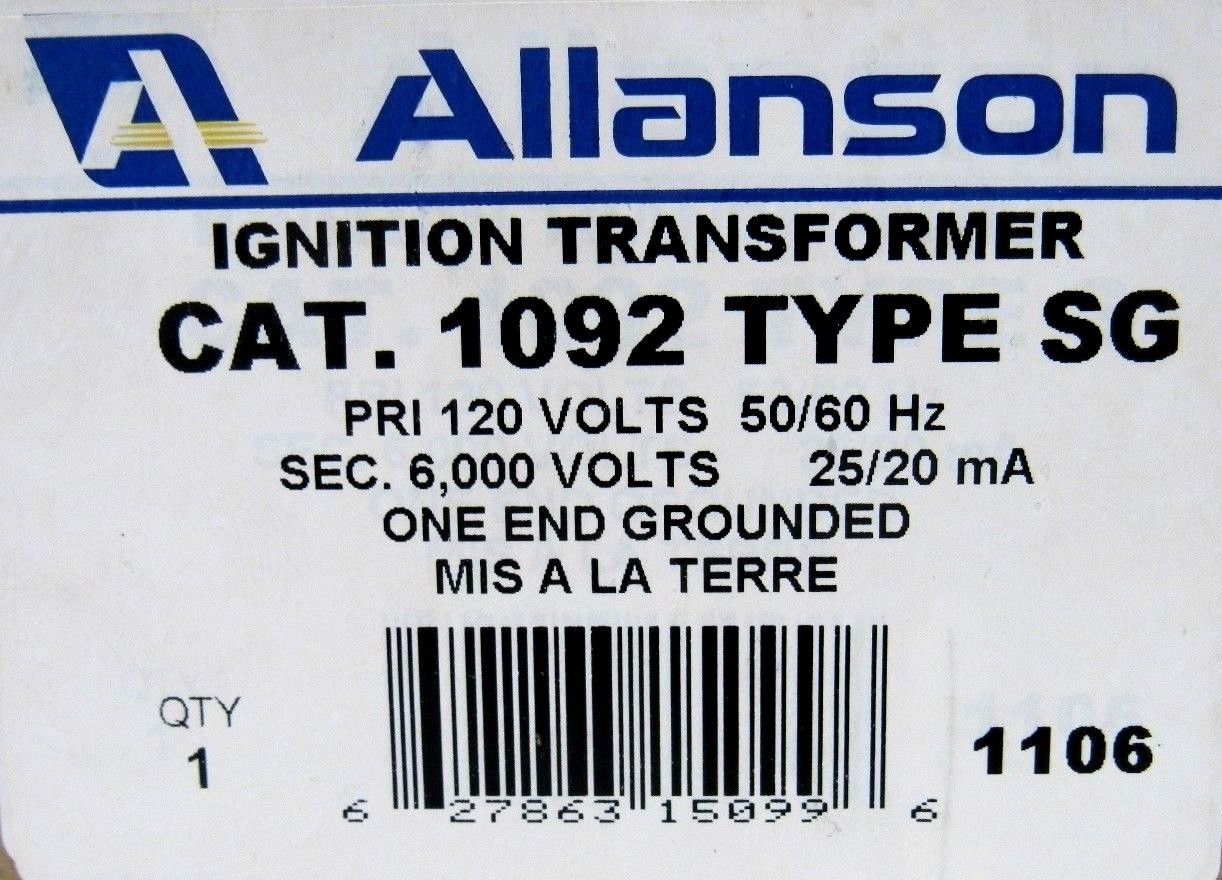 Allanson
IGNITION TRANSFORMER
CAT. 1092 TYPE SG
PRI 120 VOLTS 50/60 Hz
SEC. 6,000 VOLTS 25/20 mA
ONE END GROUNDED
MIS A LA TERRE
QTY
1
1106
6 27863 15099 6